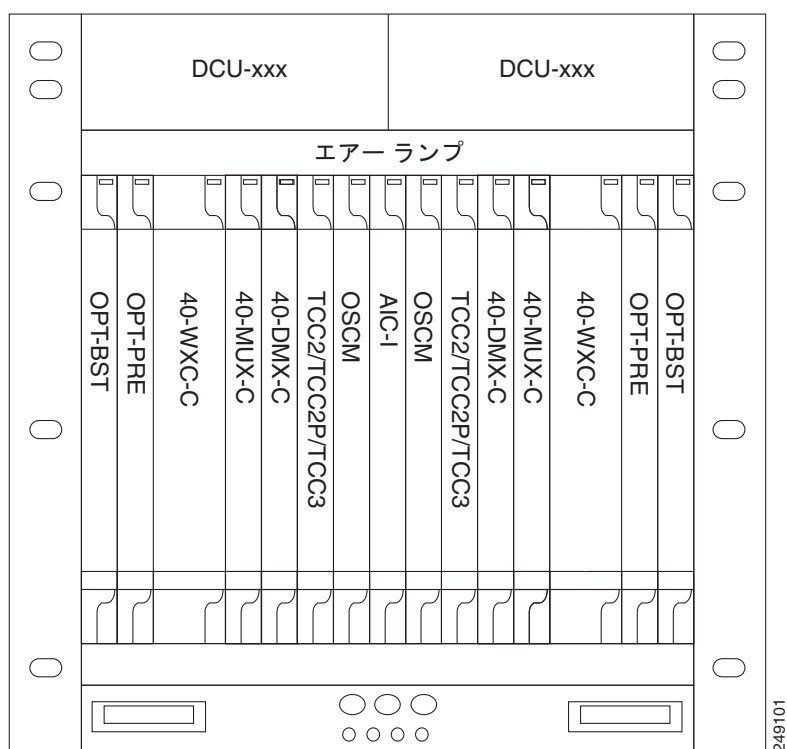 DCU-xxx
DCU-xxx
エアー ランプ
OPT-BST
OPT-PRE
40-WXC-C
40-MUX-C
40-DMX-C
TCC2/TCC2P/TCC3
OSCM
AIC-I
OSCM
TCC2/TCC2P/TCC3
40-DMX-C
40-MUX-C
40-WXC-C
OPT-PRE
OPT-BST
249101